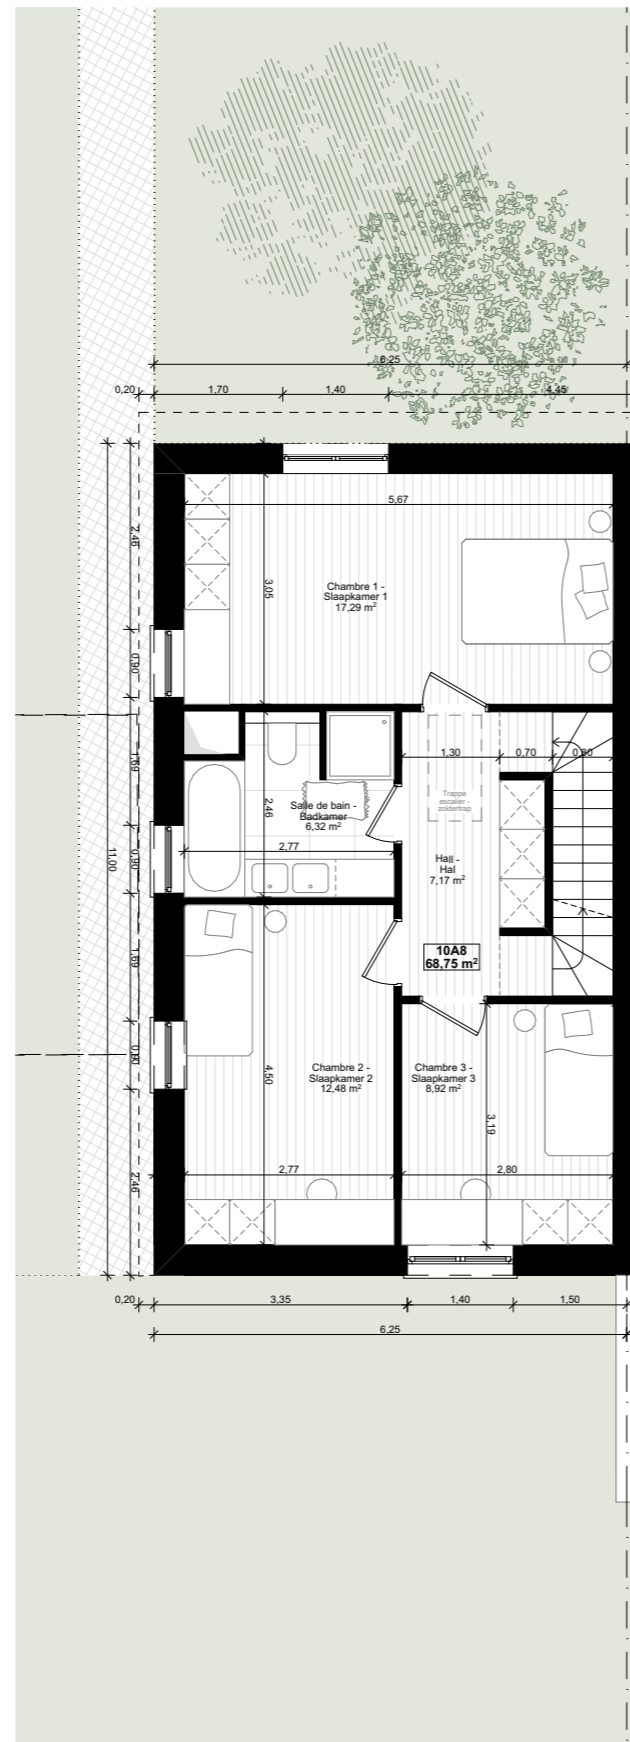 6,25
0,20
1,70
1,40
4,45
5,67
2,46
3,05
Chambre 1 -
Slaapkamer 1
17,29 m²
0,90
1,69
1,30
0,70
0,80
Trappe
escalier -
zoldertrap
2,46
Salle de bain -
Badkamer
6,32 m²
2,77
11,00
0,90
Hall -
Hal
7,17 m²
10A8
68,75 m²
1,69
0,90
4,50
Chambre 2 -
Slaapkamer 2
12,48 m²
Chambre 3 -
Slaapkamer 3
8,92 m²
3,19
2,77
2,80
2,46
0,20
3,35
1,40
1,50
6,25